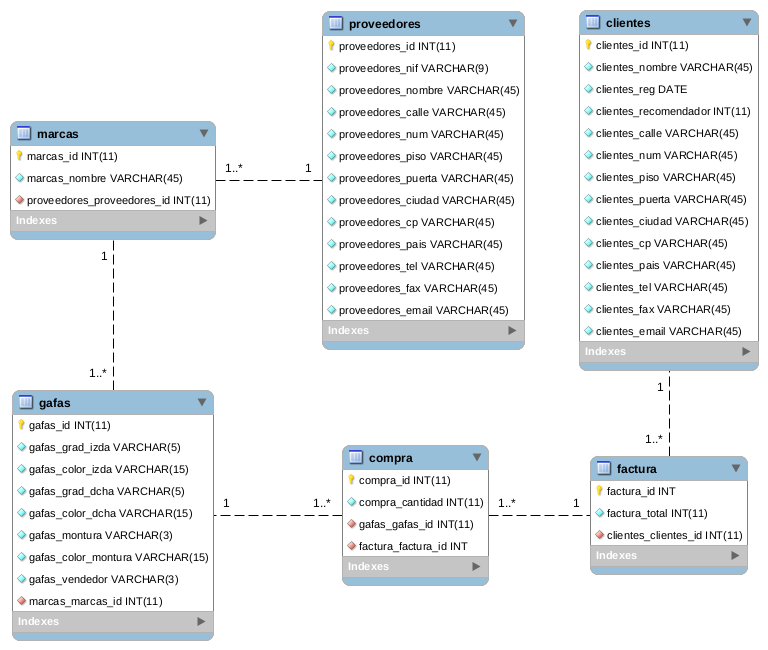 proveedores
proveedores_id INT(11)
proveedores_nif VARCHAR(9)
proveedores_nombre VARCHAR(45)
proveedores_calle VARCHAR(45)
proveedores_num VARCHAR(45)
proveedores_piso VARCHAR(45)
proveedores_puerta VARCHAR(45)
proveedores_ciudad VARCHAR(45)
proveedores_cp VARCHAR(45)
proveedores_pais VARCHAR(45)
proveedores_tel VARCHAR(45)
proveedores_fax VARCHAR(45)
proveedores_email VARCHAR(45)
Indexes
clientes
clientes_id INT(11)
clientes_nombre VARCHAR(45)
clientes_reg DATE
clientes_recomendador INT(11)
clientes_calle VARCHAR(45)
clientes_num VARCHAR(45)
clientes_piso VARCHAR(45)
clientes_puerta VARCHAR(45)
clientes_ciudad VARCHAR(45)
clientes_cp VARCHAR(45)
clientes_pais VARCHAR(45)
clientes_tel VARCHAR(45)
clientes_fax VARCHAR(45)
clientes_email VARCHAR(45)
Indexes
marcas
marcas_id INT(11)
marcas_nombre VARCHAR(45)
proveedores_proveedores_id INT(11)
Indexes
1..*
1
1
1..*
1
1..*
gafas
gafas_id INT(11)
gafas_grad_izda VARCHAR(5)
gafas_color_izda VARCHAR(15)
gafas_grad_dcha VARCHAR(5)
gafas_color_dcha VARCHAR(15)
gafas_montura VARCHAR(3)
gafas_color_montura VARCHAR(15)
gafas_vendedor VARCHAR(3)
marcas_marcas_id INT(11)
Indexes
1
1..*
compra
compra_id INT(11)
compra_cantidad INT(11)
gafas_gafas_id INT(11)
factura_factura_id INT
Indexes
1..*
1
factura
factura_id INT
factura_total INT(11)
clientes_clientes_id INT(11)
Indexes